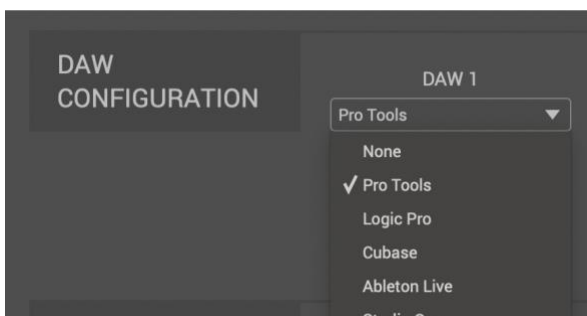 DAW
CONFIGURATION
DAW 1
Pro Tools
None
✓ Pro Tools
Logic Pro
Cubase
Ableton Live